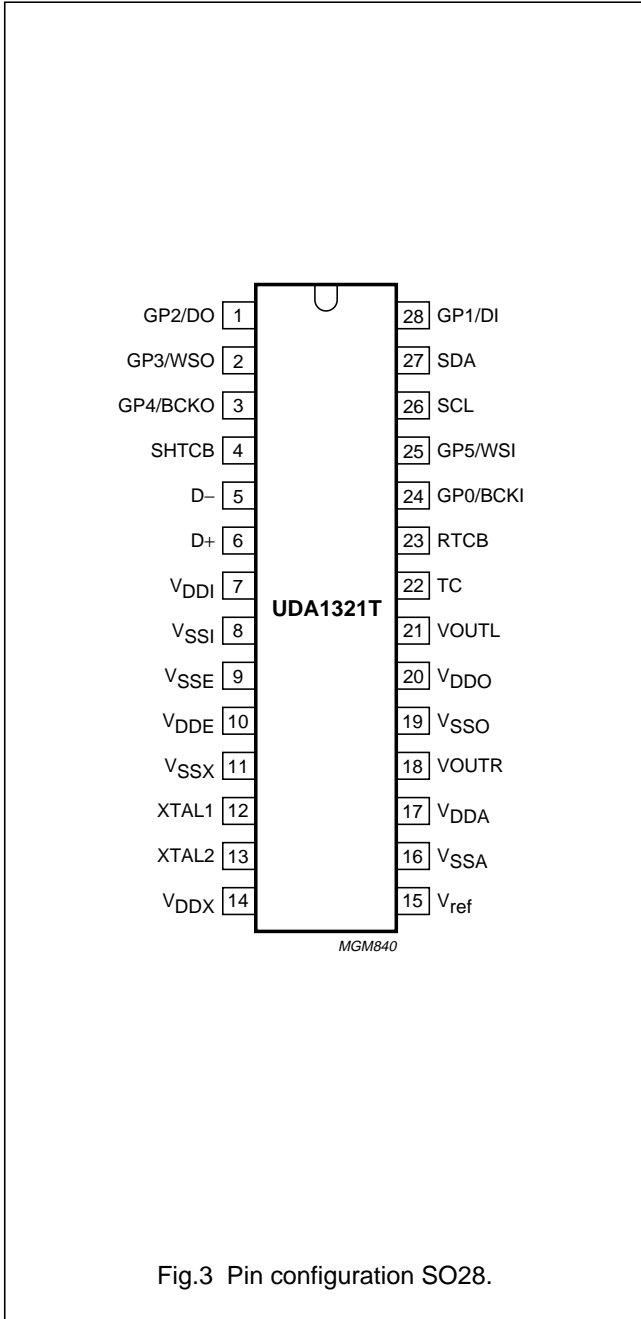 GP2/DO 1
GP3/WSO 2
GP4/BCKO 3
SHTCB 4
D− 5
D+ 6
VDDI 7
VSSI 8
VSSE 9
VDDE 10
VSSX 11
XTAL1 12
XTAL2 13
VDDX 14
UDA1321T
28 GP1/DI
27 SDA
26 SCL
25 GP5/WSI
24 GP0/BCKI
23 RTCB
22 TC
21 VOUTL
20 VDDO
19 VSSO
18 VOUTR
17 VDDA
16 VSSA
15 Vref
MGM840
Fig.3 Pin configuration SO28.